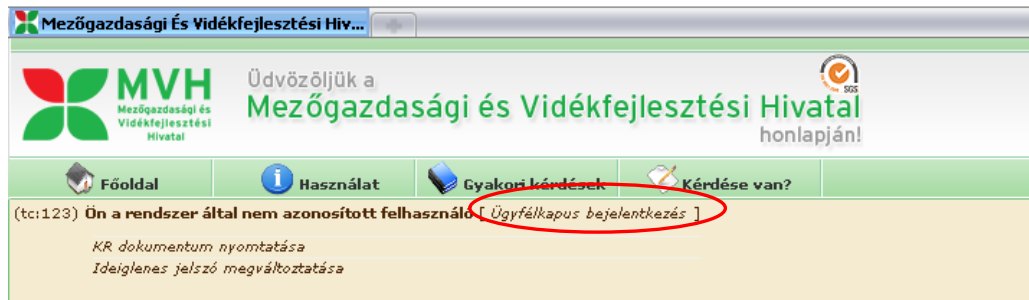 Mezőgazdasági És Vidékfejlesztési Hiv...
MVH
Mezőgazdasági és
Vidékfejlesztési
Hivatal
Üdvözöljük a
Mezőgazdasági és Vidékfejlesztési Hivatal
honlapján!
SGS
Főoldal Használat Gyakori kérdések Kérdése van?
(tc:123) Ön a rendszer által nem azonosított felhasználó [ Ügyfélkapus bejelentkezés ]
KR dokumentum nyomtatása
Ideiglenes jelszó megváltoztatása